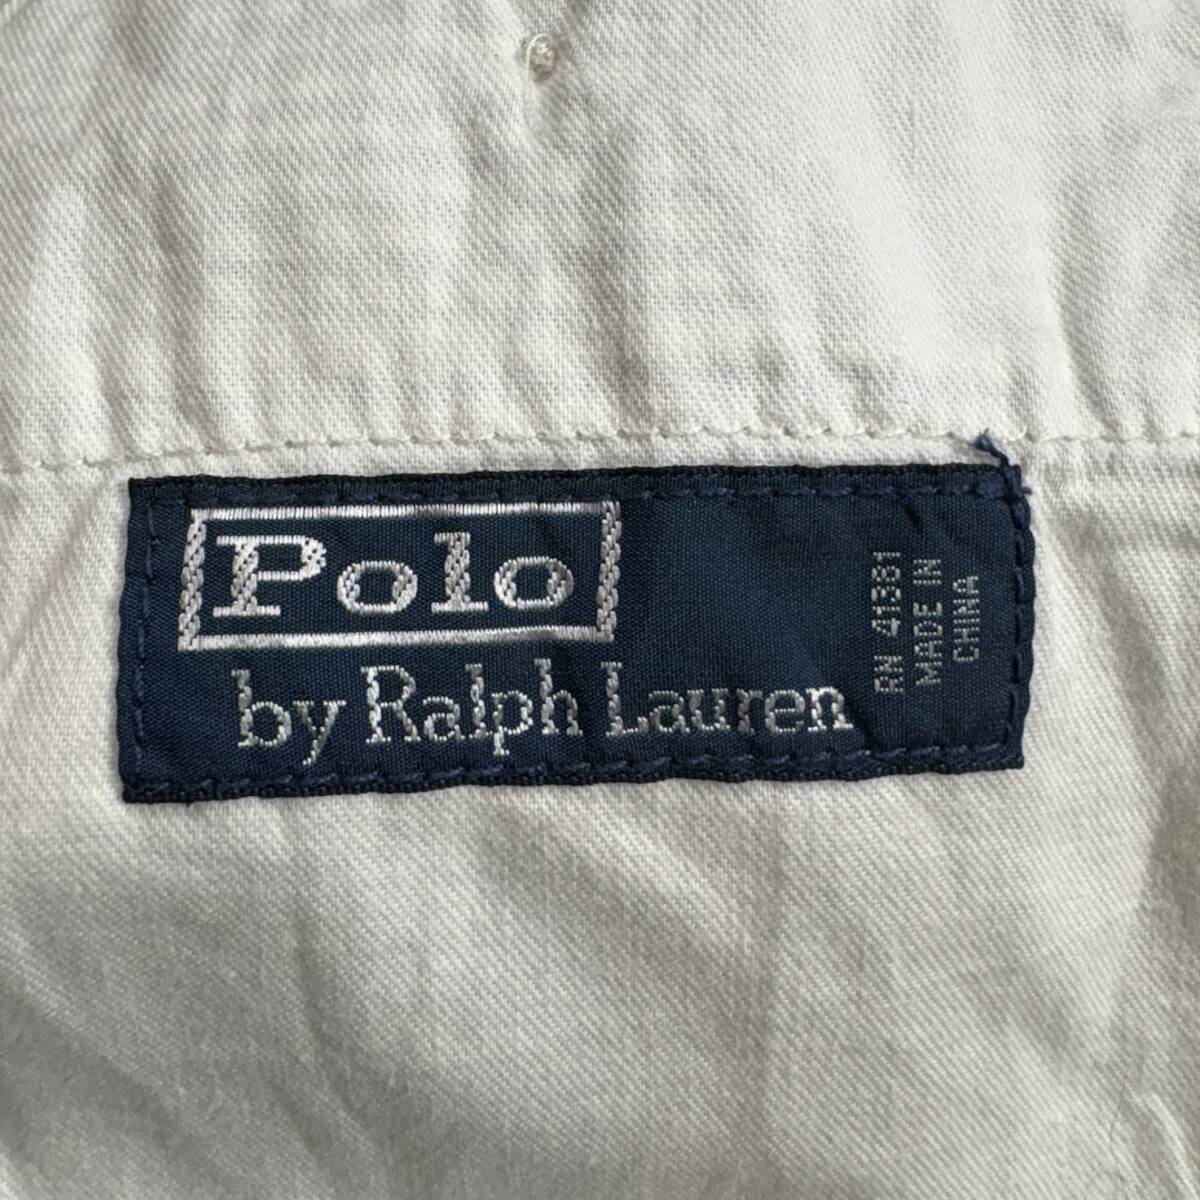 Polo
by Ralph Lauren
RN 41381
MADE IN
CHINA